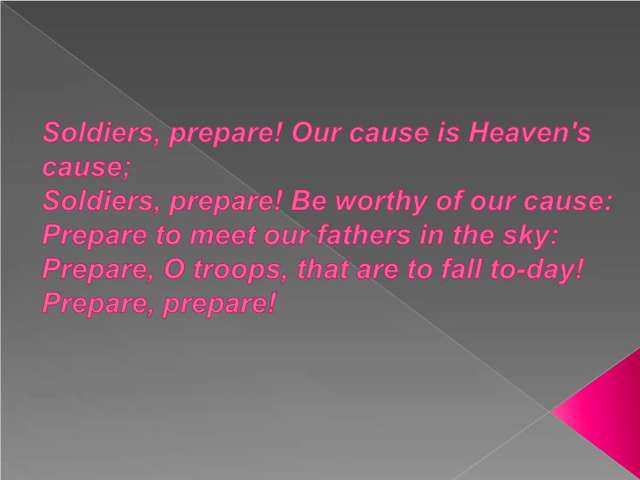 Soldiers, prepare! Our cause is Heaven's
cause;
Soldiers, prepare! Be worthy of our cause:
Prepare to meet our fathers in the sky:
Prepare, O troops, that are to fall to-day!
Prepare, prepare!